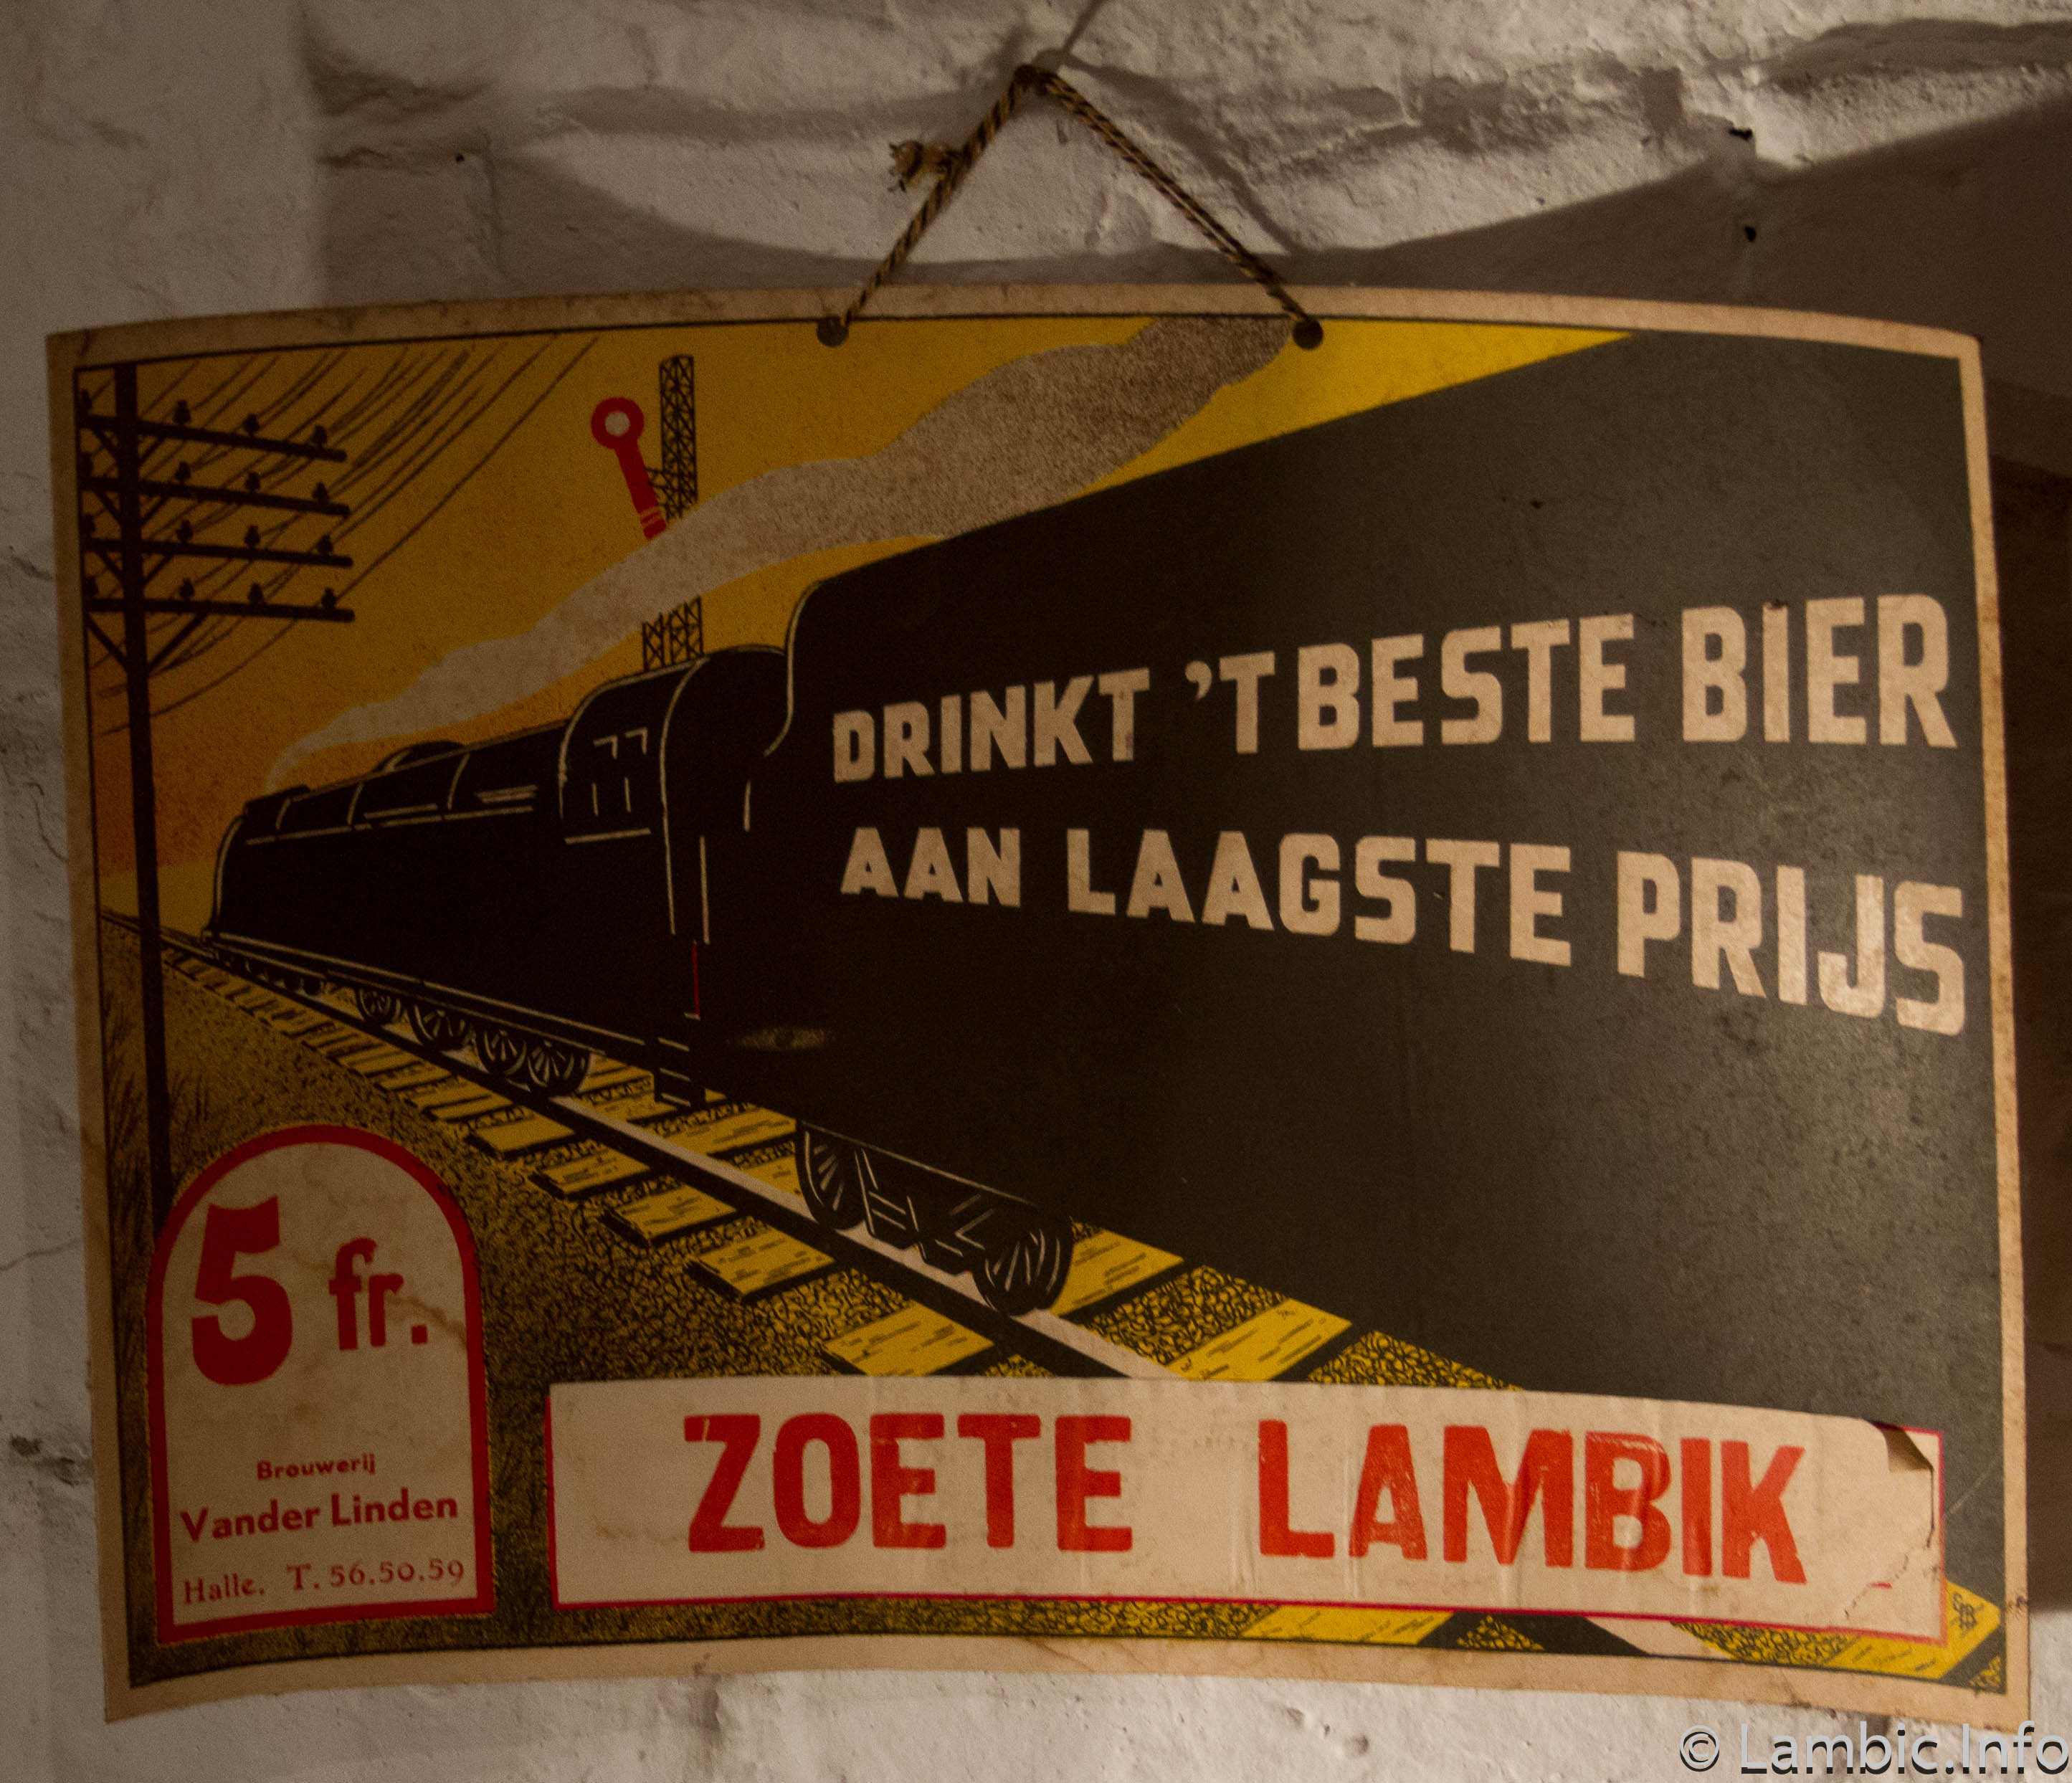 DRINKT 'T BESTE BIER
AAN LAAGSTE PRIJS
5 fr.
Brouwerij
Vander Linden
Halle. T. 56.50.59
ZOETE LAMBIK
© Lambic.Info